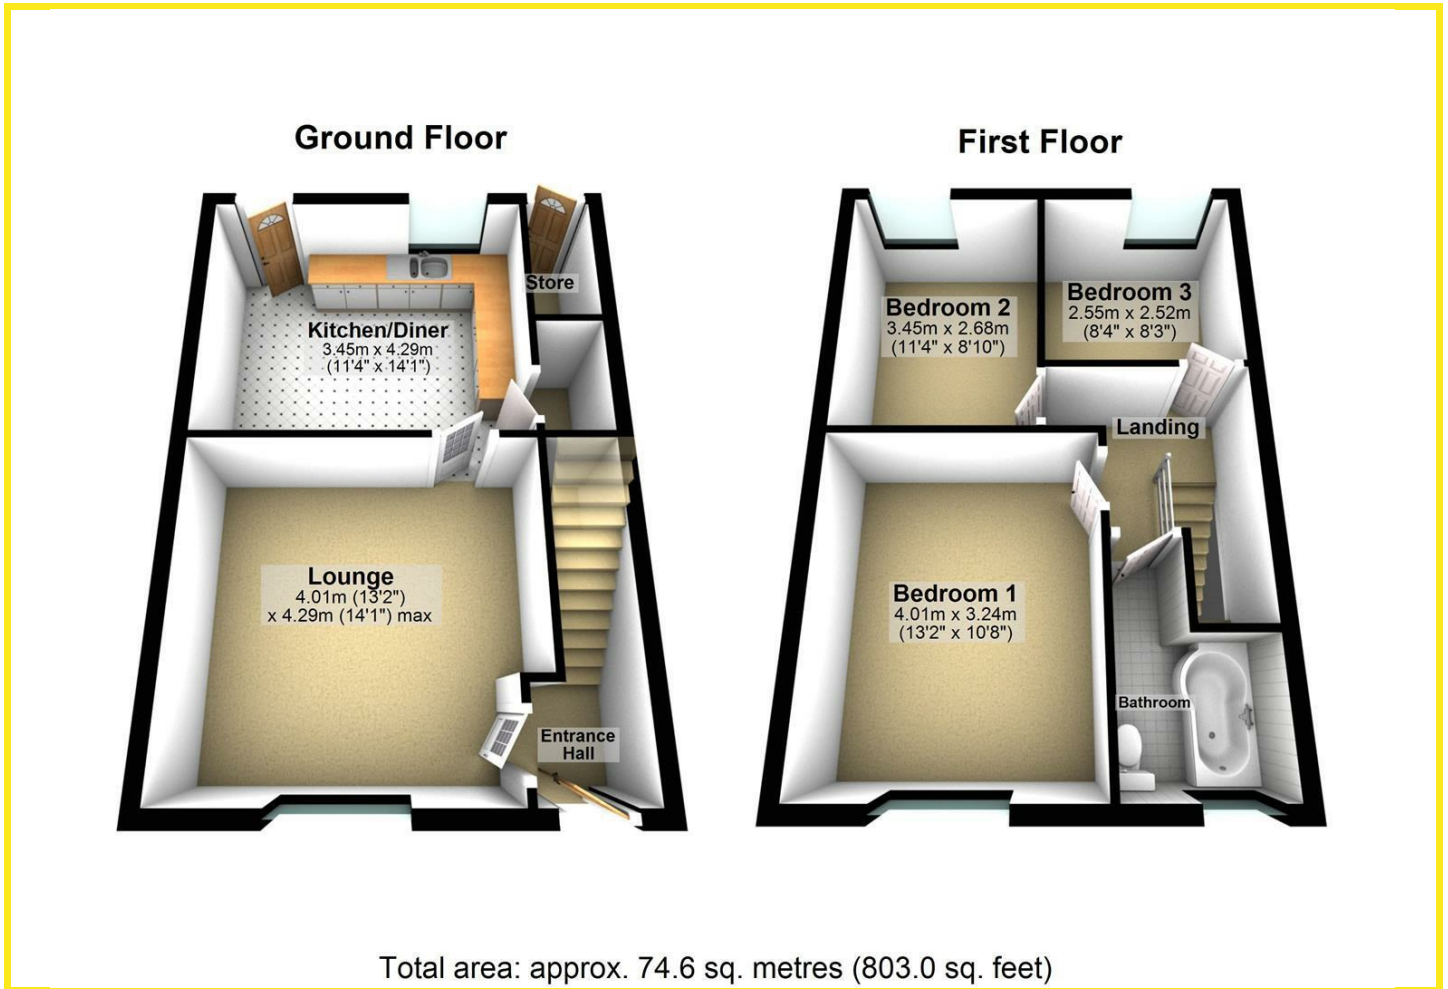 Ground Floor
First Floor
Store
Kitchen/Diner
3.45m x 4.29m
(11'4" x 14'1")
Lounge
4.01m (13'2")
x 4.29m (14'1") max
Entrance
Hall
Bedroom 2
3.45m x 2.68m
(11'4" x 8'10")
Bedroom 3
2.55m x 2.52m
(8'4" x 8'3")
Landing
Bedroom 1
4.01m x 3.24m
(13'2" x 10'8")
Bathroom
Total area: approx. 74.6 sq. metres (803.0 sq. feet)